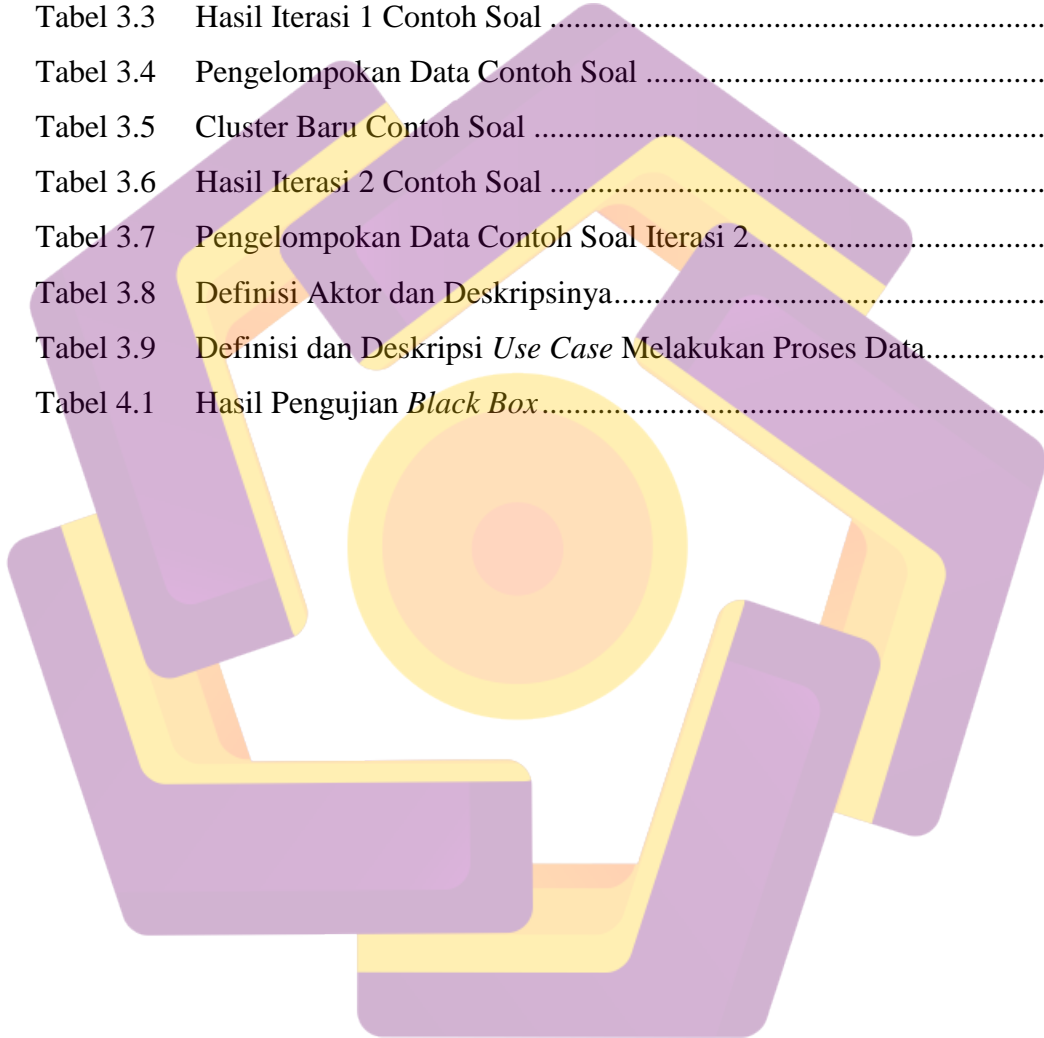 Tabel 3.3 Hasil Iterasi 1 Contoh Soal ..............................................................
Tabel 3.4 Pengelompokan Data Contoh Soal ..................................................
Tabel 3.5 Cluster Baru Contoh Soal ................................................................
Tabel 3.6 Hasil Iterasi 2 Contoh Soal ..............................................................
Tabel 3.7 Pengelompokan Data Contoh Soal Iterasi 2.....................................
Tabel 3.8 Definisi Aktor dan Deskripsinya......................................................
Tabel 3.9 Definisi dan Deskripsi Use Case Melakukan Proses Data...............
Tabel 4.1 Hasil Pengujian Black Box...............................................................